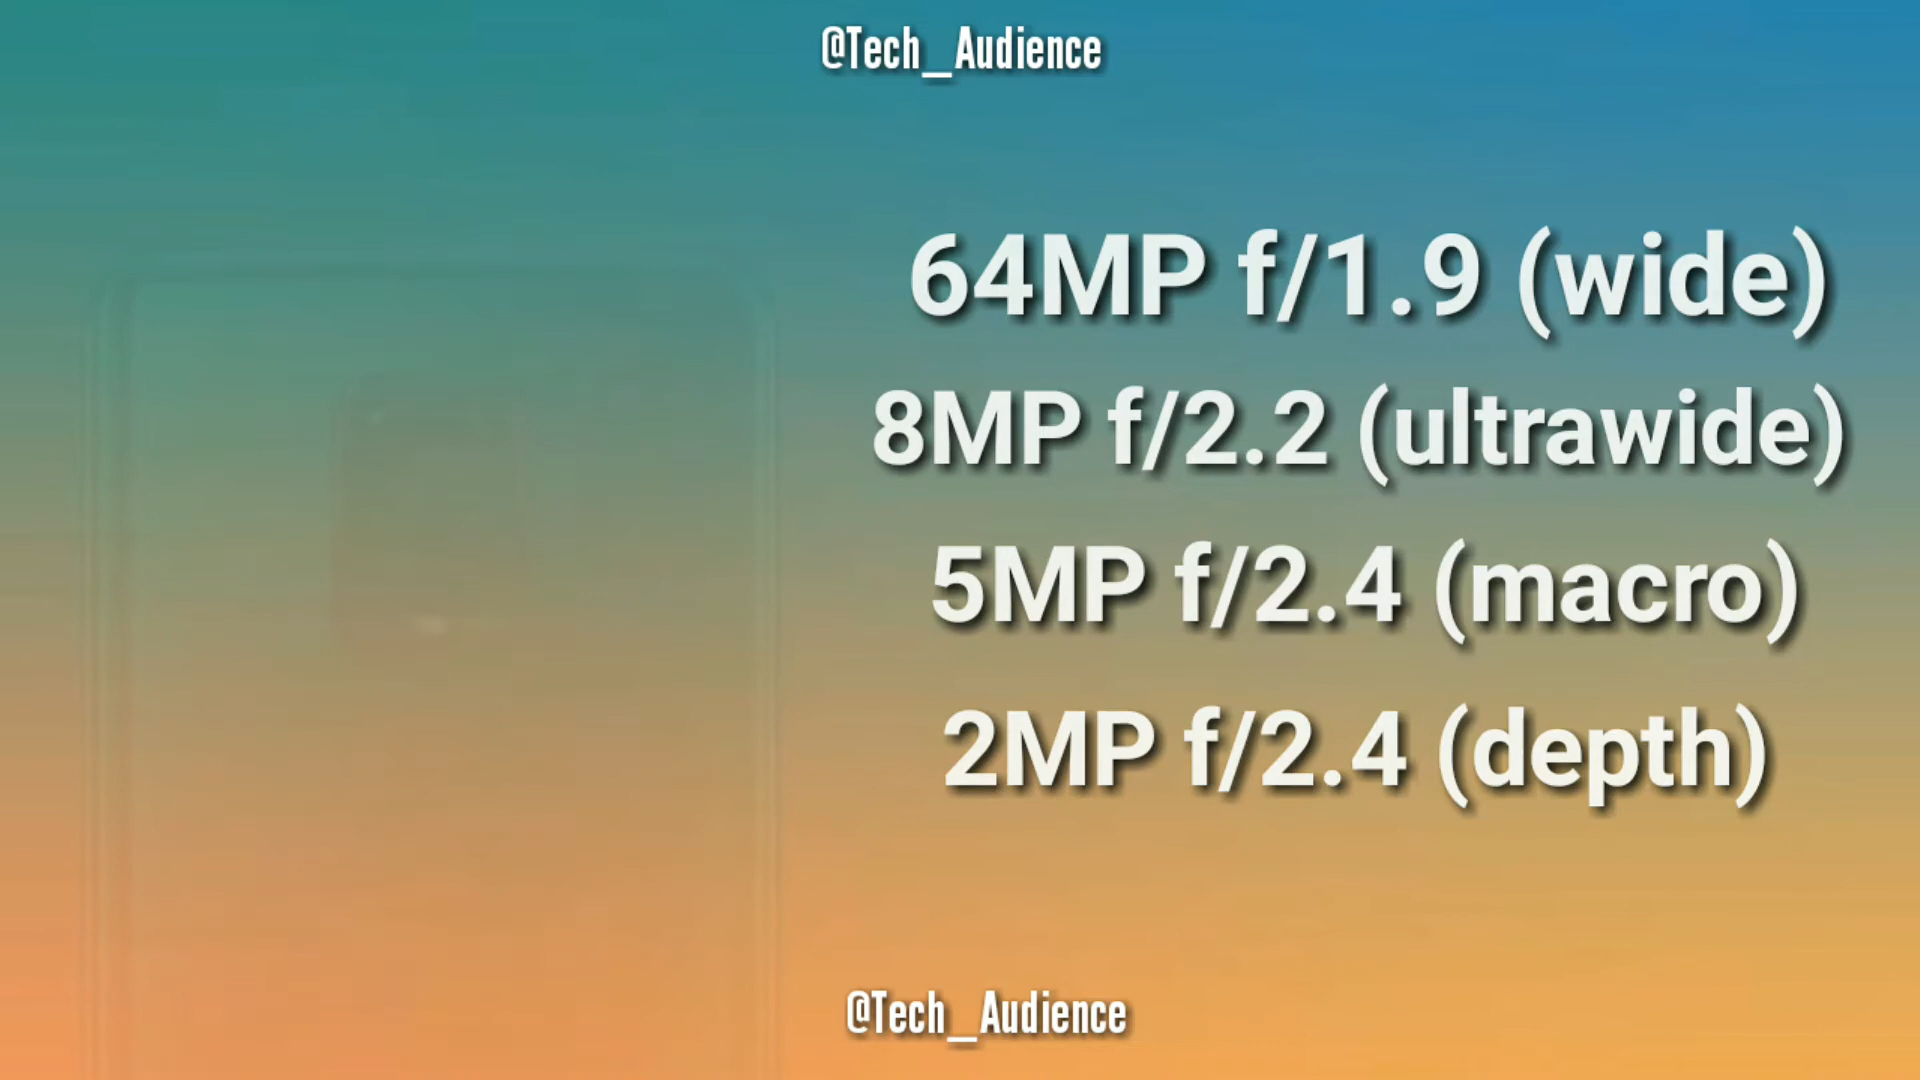 @Tech_Audience
64MP f/1.9 (wide)
8MP f/2.2 (ultrawide)
5MP f/2.4 (macro)
2MP f/2.4 (depth)
@Tech_Audience